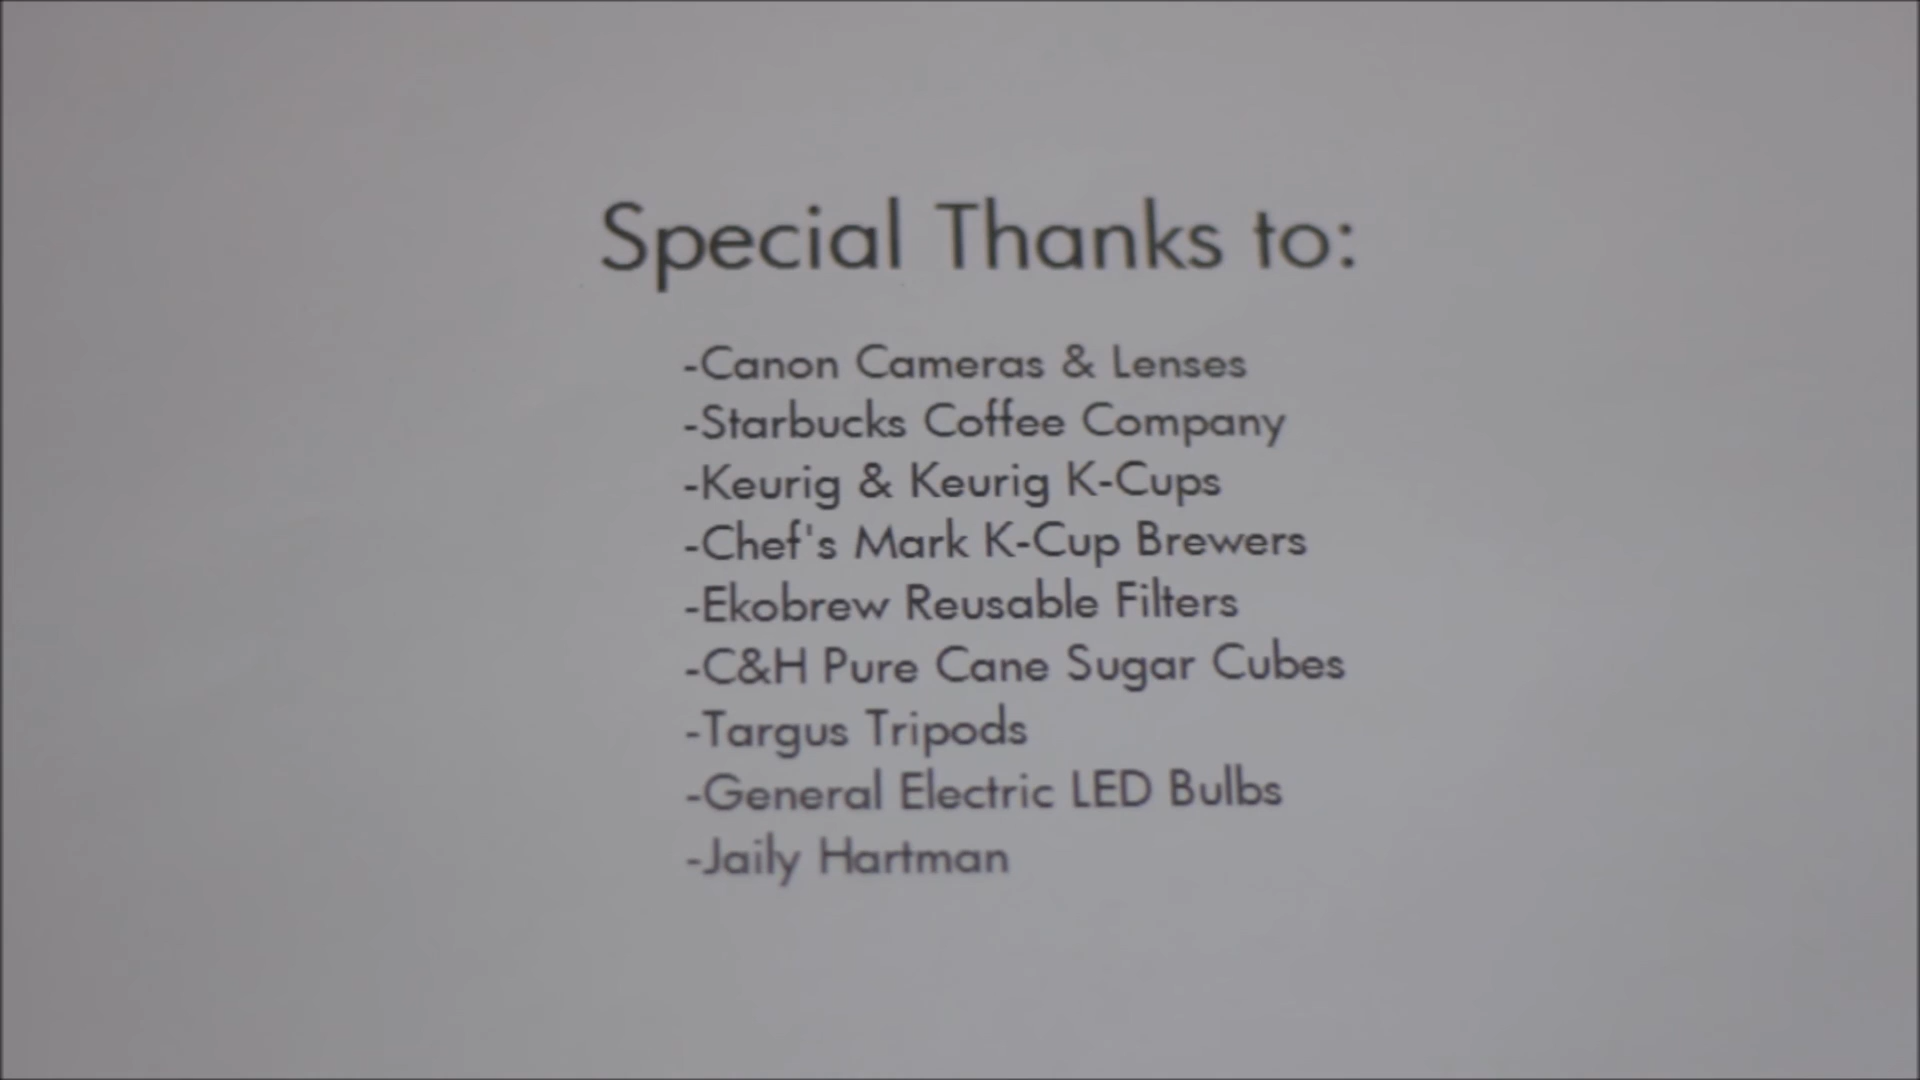 Special Thanks to:
-Canon Cameras & Lenses
-Starbucks Coffee Company
-Keurig & Keurig K-Cups
-Chef's Mark K-Cup Brewers
-Ekobrew Reusable Filters
-C&H Pure Cane Sugar Cubes
-Targus Tripods
-General Electric LED Bulbs
-Jaily Hartman